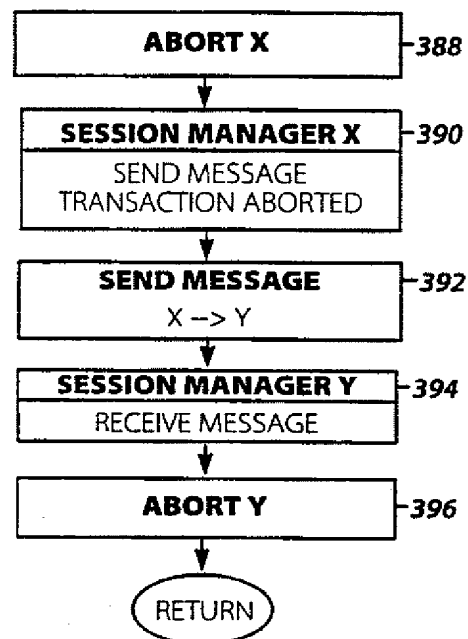 ABORT X 388
SESSION MANAGER X 390
SEND MESSAGE
TRANSACTION ABORTED
SEND MESSAGE 392
X --> Y
SESSION MANAGER Y 394
RECEIVE MESSAGE
ABORT Y 396
RETURN